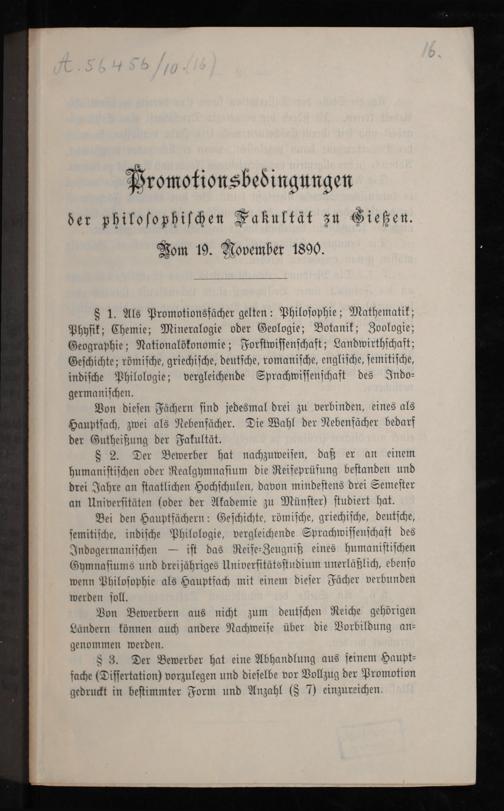 A. 56456/10.(16)
16.
Promotionsbedingungen
der philosophischen Fakultät zu Gießen.
Vom 19. November 1890.
§ 1. Als Promotionsfächer gelten: Philosophie; Mathematik;
Physik; Chemie; Mineralogie oder Geologie; Botanik; Zoologie;
Geographie; Nationalökonomie; Forstwissenschaft; Landwirthschaft;
Geschichte; römische, griechische, deutsche, romanische, englische, semitische,
indische Philologie; vergleichende Sprachwissenschaft des Indo-
germanischen.
Von diesen Fächern sind jedesmal drei zu verbinden, eines als
Hauptfach, zwei als Nebenfächer. Die Wahl der Nebenfächer bedarf
der Gutheißung der Fakultät.
§ 2. Der Bewerber hat nachzuweisen, daß er an einem
humanistischen oder Realgymnasium die Reifeprüfung bestanden und
drei Jahre an staatlichen Hochschulen, davon mindestens drei Semester
an Universitäten (oder der Akademie zu Münster) studiert hat.
Bei den Hauptfächern: Geschichte, römische, griechische, deutsche,
semitische, indische Philologie, vergleichende Sprachwissenschaft des
Indogermanischen — ist das Reife-Zeugniß eines humanistischen
Gymnasiums und dreijähriges Universitätsstudium unerläßlich, ebenso
wenn Philosophie als Hauptfach mit einem dieser Fächer verbunden
werden soll.
Von Bewerbern aus nicht zum deutschen Reiche gehörigen
Ländern können auch andere Nachweise über die Vorbildung an-
genommen werden.
§ 3. Der Bewerber hat eine Abhandlung aus seinem Haupt-
fache (Dissertation) vorzulegen und dieselbe vor Vollzug der Promotion
gedruckt in bestimmter Form und Anzahl (§ 7) einzureichen.